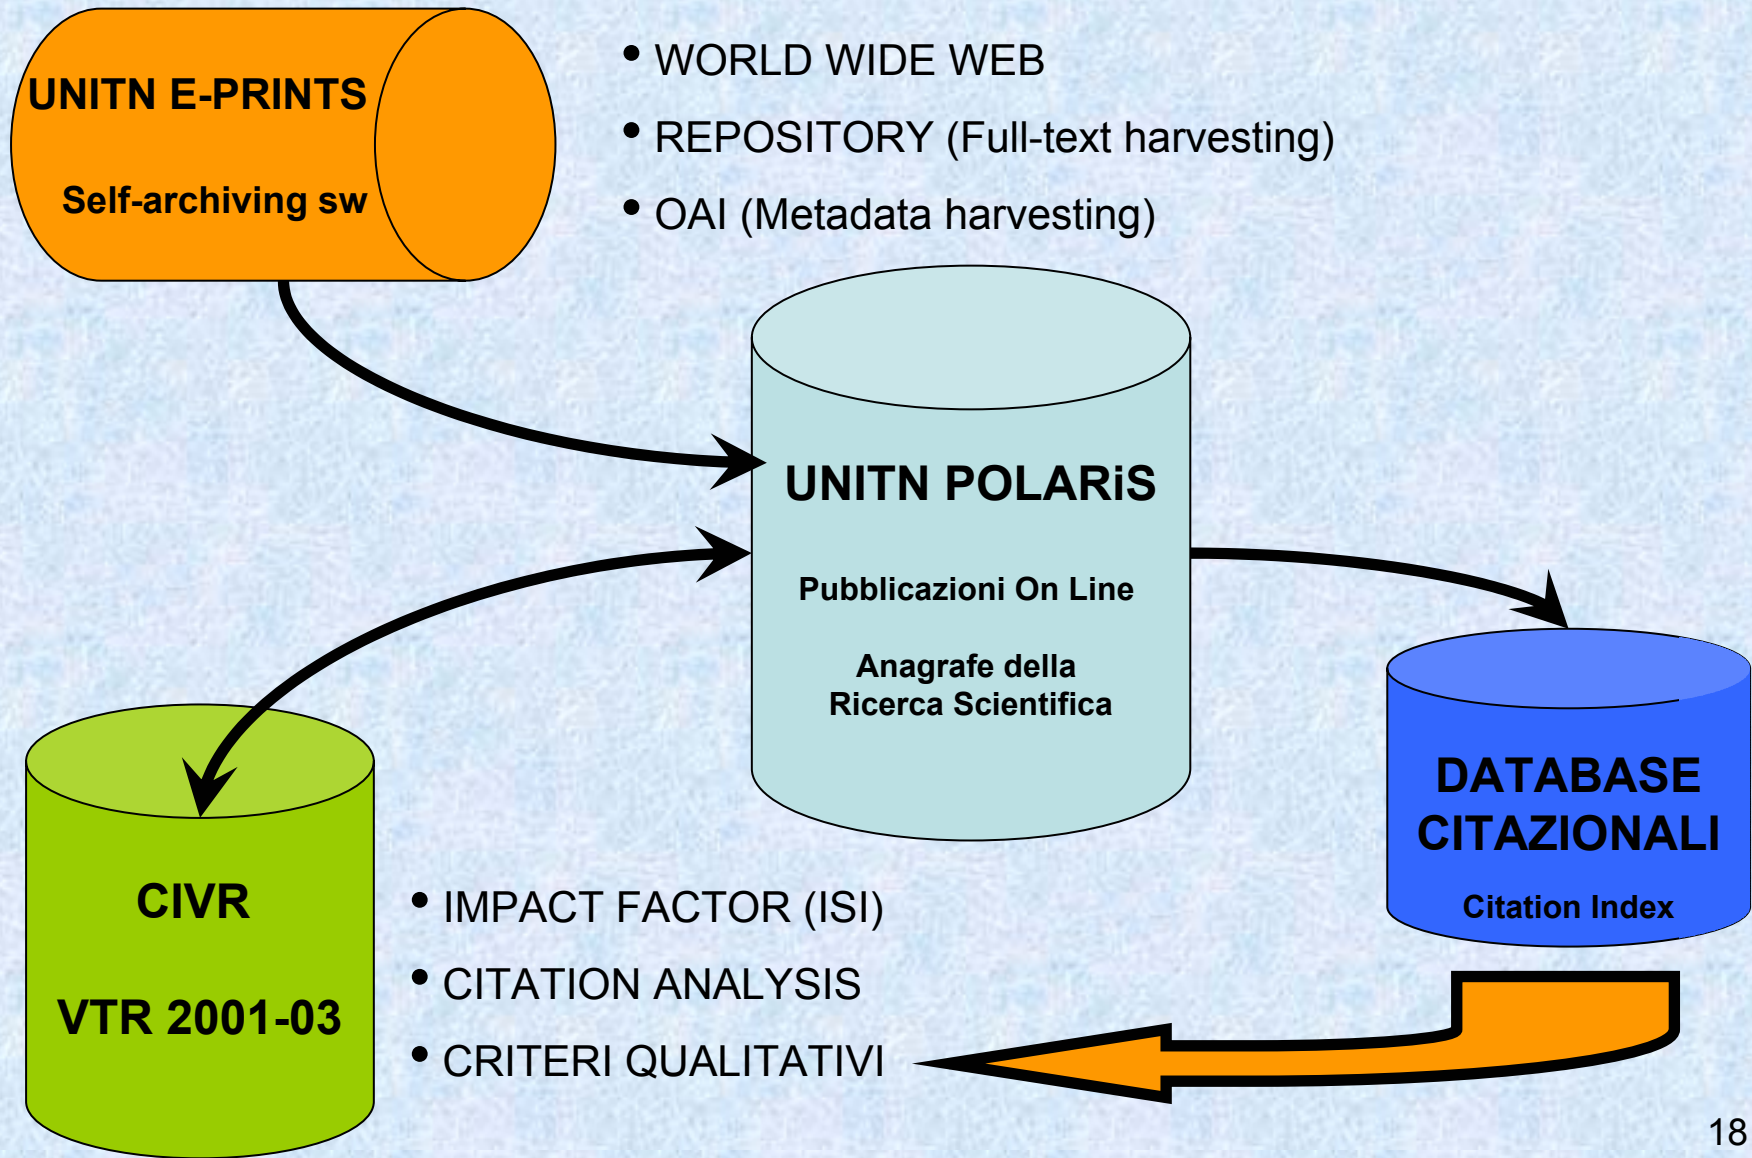 UNITN E-PRINTS
Self-archiving sw
• WORLD WIDE WEB
• REPOSITORY (Full-text harvesting)
• OAI (Metadata harvesting)
UNITN POLARiS
Pubblicazioni On Line
Anagrafe della
Ricerca Scientifica
DATABASE
CITAZIONALI
Citation Index
CIVR
VTR 2001-03
• IMPACT FACTOR (ISI)
• CITATION ANALYSIS
• CRITERI QUALITATIVI
18